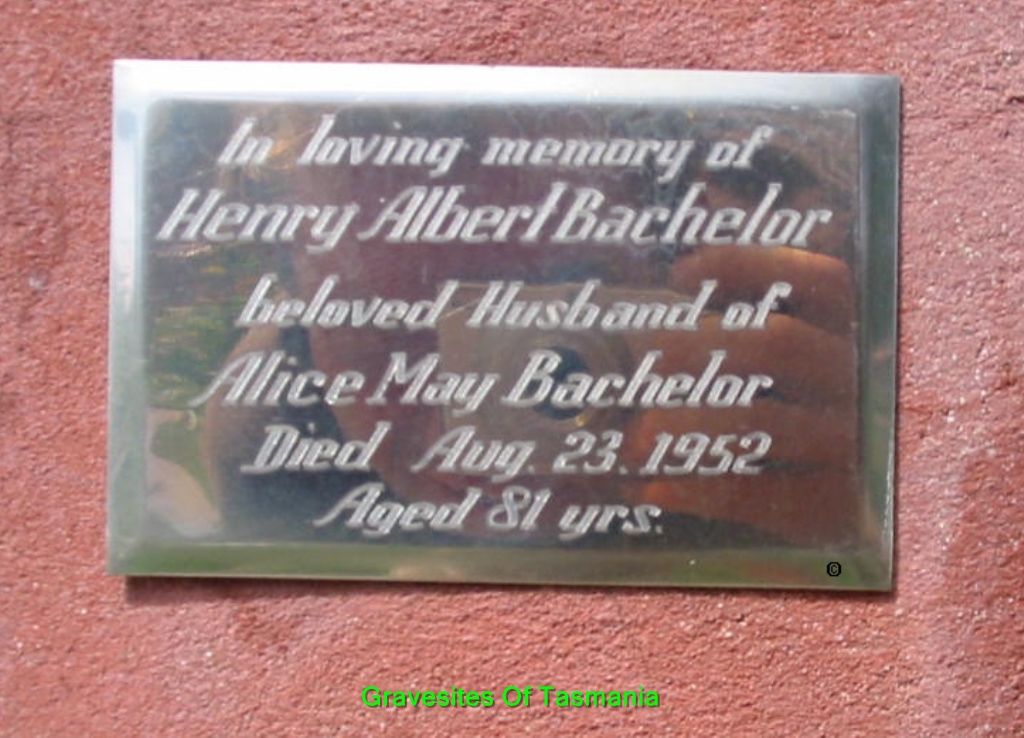 In loving memory of
Henry Albert Bachelor
beloved Husband of
Alice May Bachelor
Died Aug. 23. 1952
Aged 81 yrs.
©
Gravesites Of Tasmania